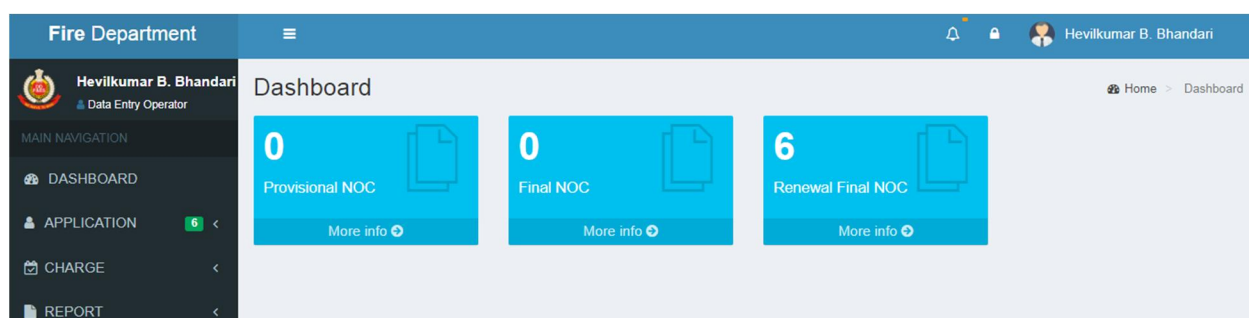 Fire Department
Hevilkumar B. Bhandari
Hevilkumar B. Bhandari
Data Entry Operator
MAIN NAVIGATION
DASHBOARD
APPLICATION 6
CHARGE
REPORT
Dashboard
Home > Dashboard
0
Provisional NOC
More info
0
Final NOC
More info
6
Renewal Final NOC
More info